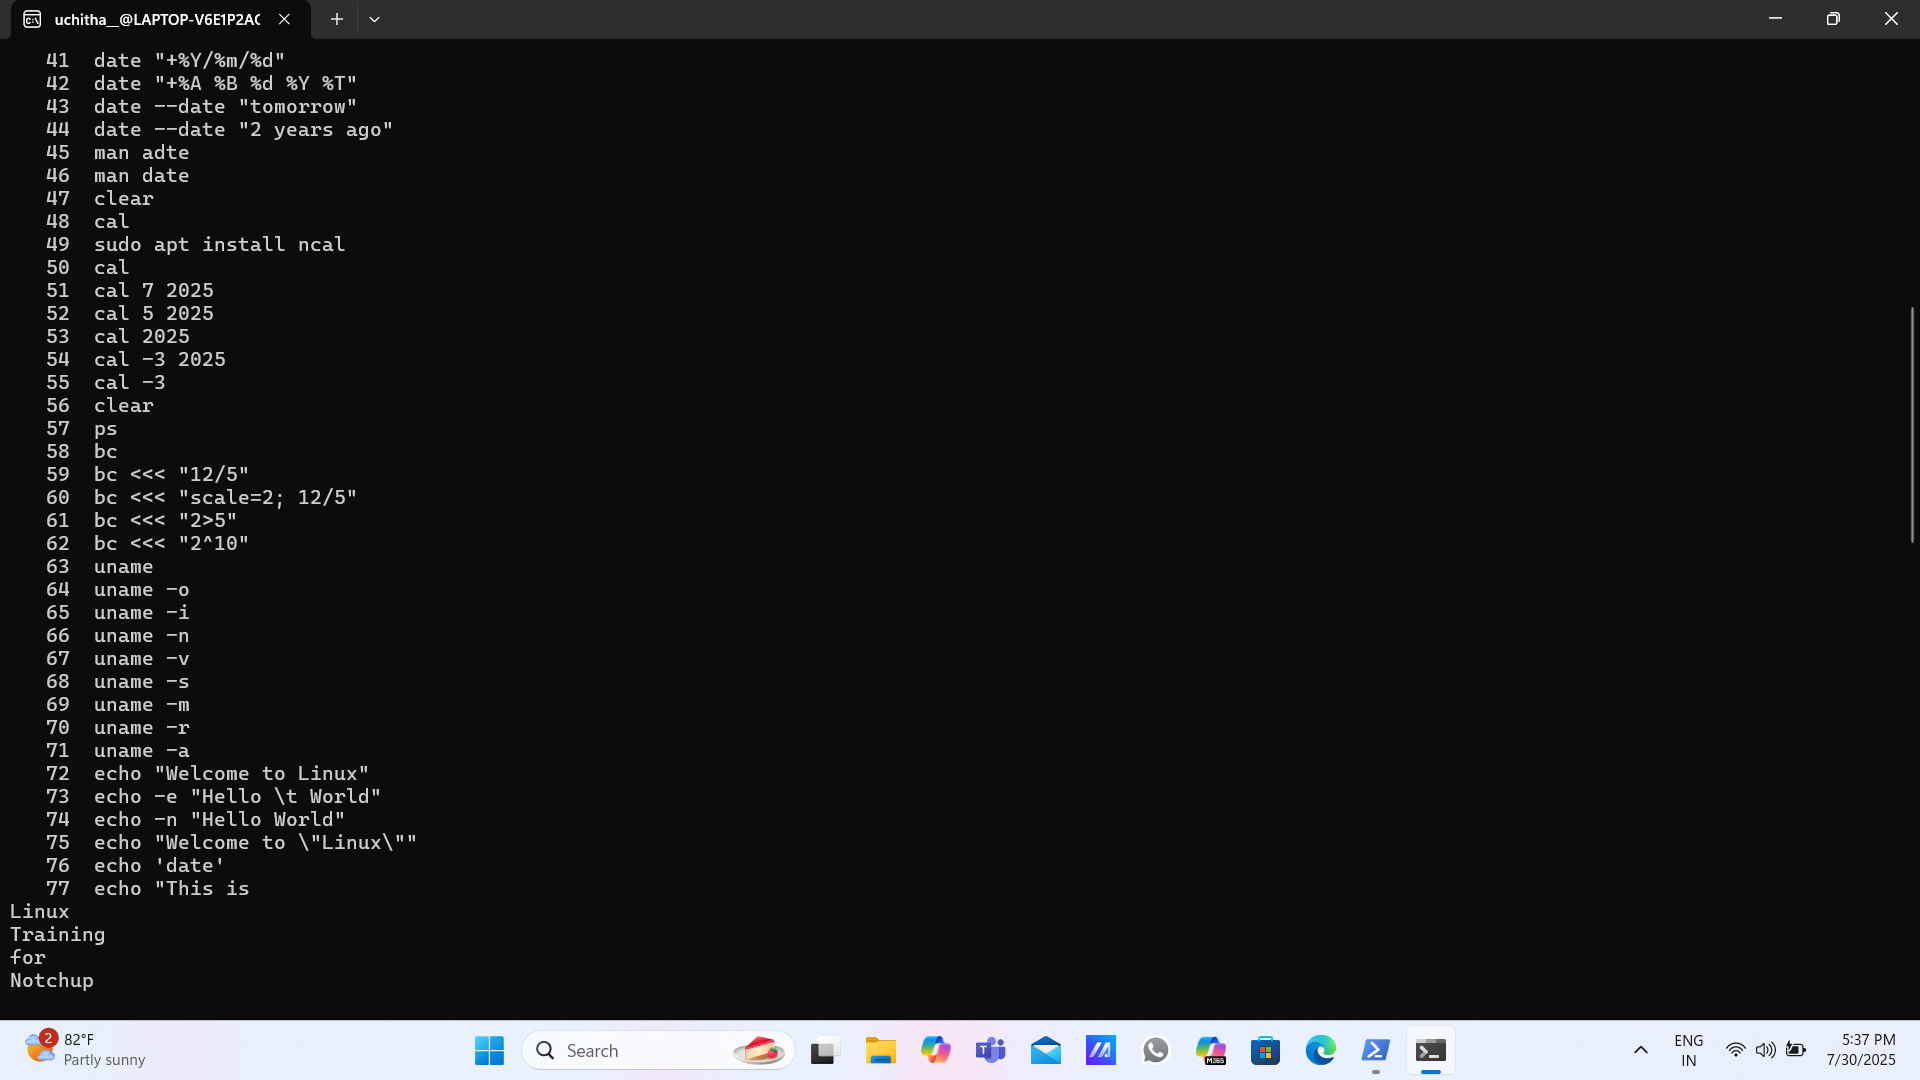 uchitha__@LAPTOP-V6E1P2A
41 date "+%Y/%m/%d"
42 date "+%A %B %d %Y %T"
43 date --date "tomorrow"
44 date --date "2 years ago"
45 man adte
46 man date
47 clear
48 cal
49 sudo apt install ncal
50 cal
51 cal 7 2025
52 cal 5 2025
53 cal 2025
54 cal -3 2025
55 cal -3
56 clear
57 ps
58 bc
59 bc <<< "12/5"
60 bc <<< "scale=2; 12/5"
61 bc <<< "2>5"
62 bc <<< "2^10"
63 uname
64 uname -o
65 uname -i
66 uname -n
67 uname -v
68 uname -s
69 uname -m
70 uname -r
71 uname -a
72 echo "Welcome to Linux"
73 echo -e "Hello \t World"
74 echo -n "Hello World"
75 echo "Welcome to \"Linux\""
76 echo 'date'
77 echo "This is
Linux
Training
for
Notchup
2
82°F
Partly sunny
Search
M365
ENG
IN
5:37 PM
7/30/2025